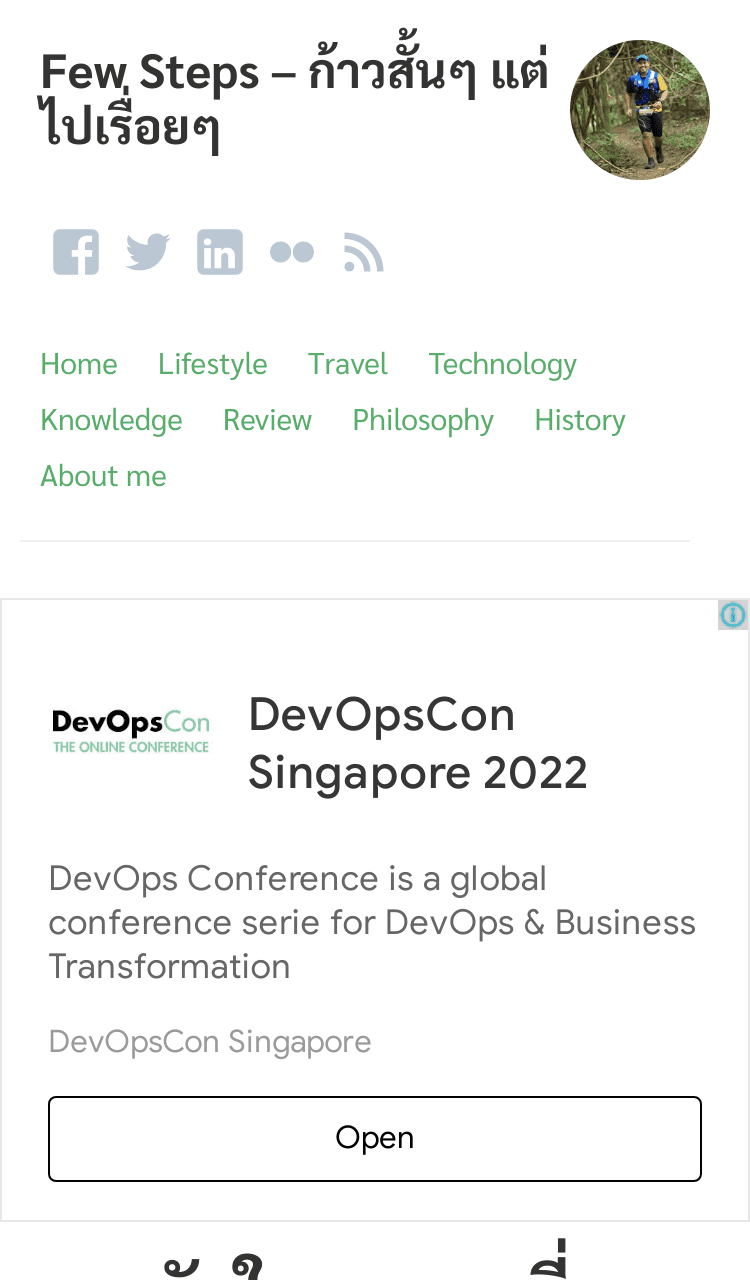 Few Steps – ก้าวสั้นๆ แต่
ไปเรื่อยๆ
Home Lifestyle Travel Technology
Knowledge Review Philosophy History
About me
DevOpsCon
THE ONLINE CONFERENCE
DevOpsCon
Singapore 2022
DevOps Conference is a global
conference serie for DevOps & Business
Transformation
DevOpsCon Singapore
Open